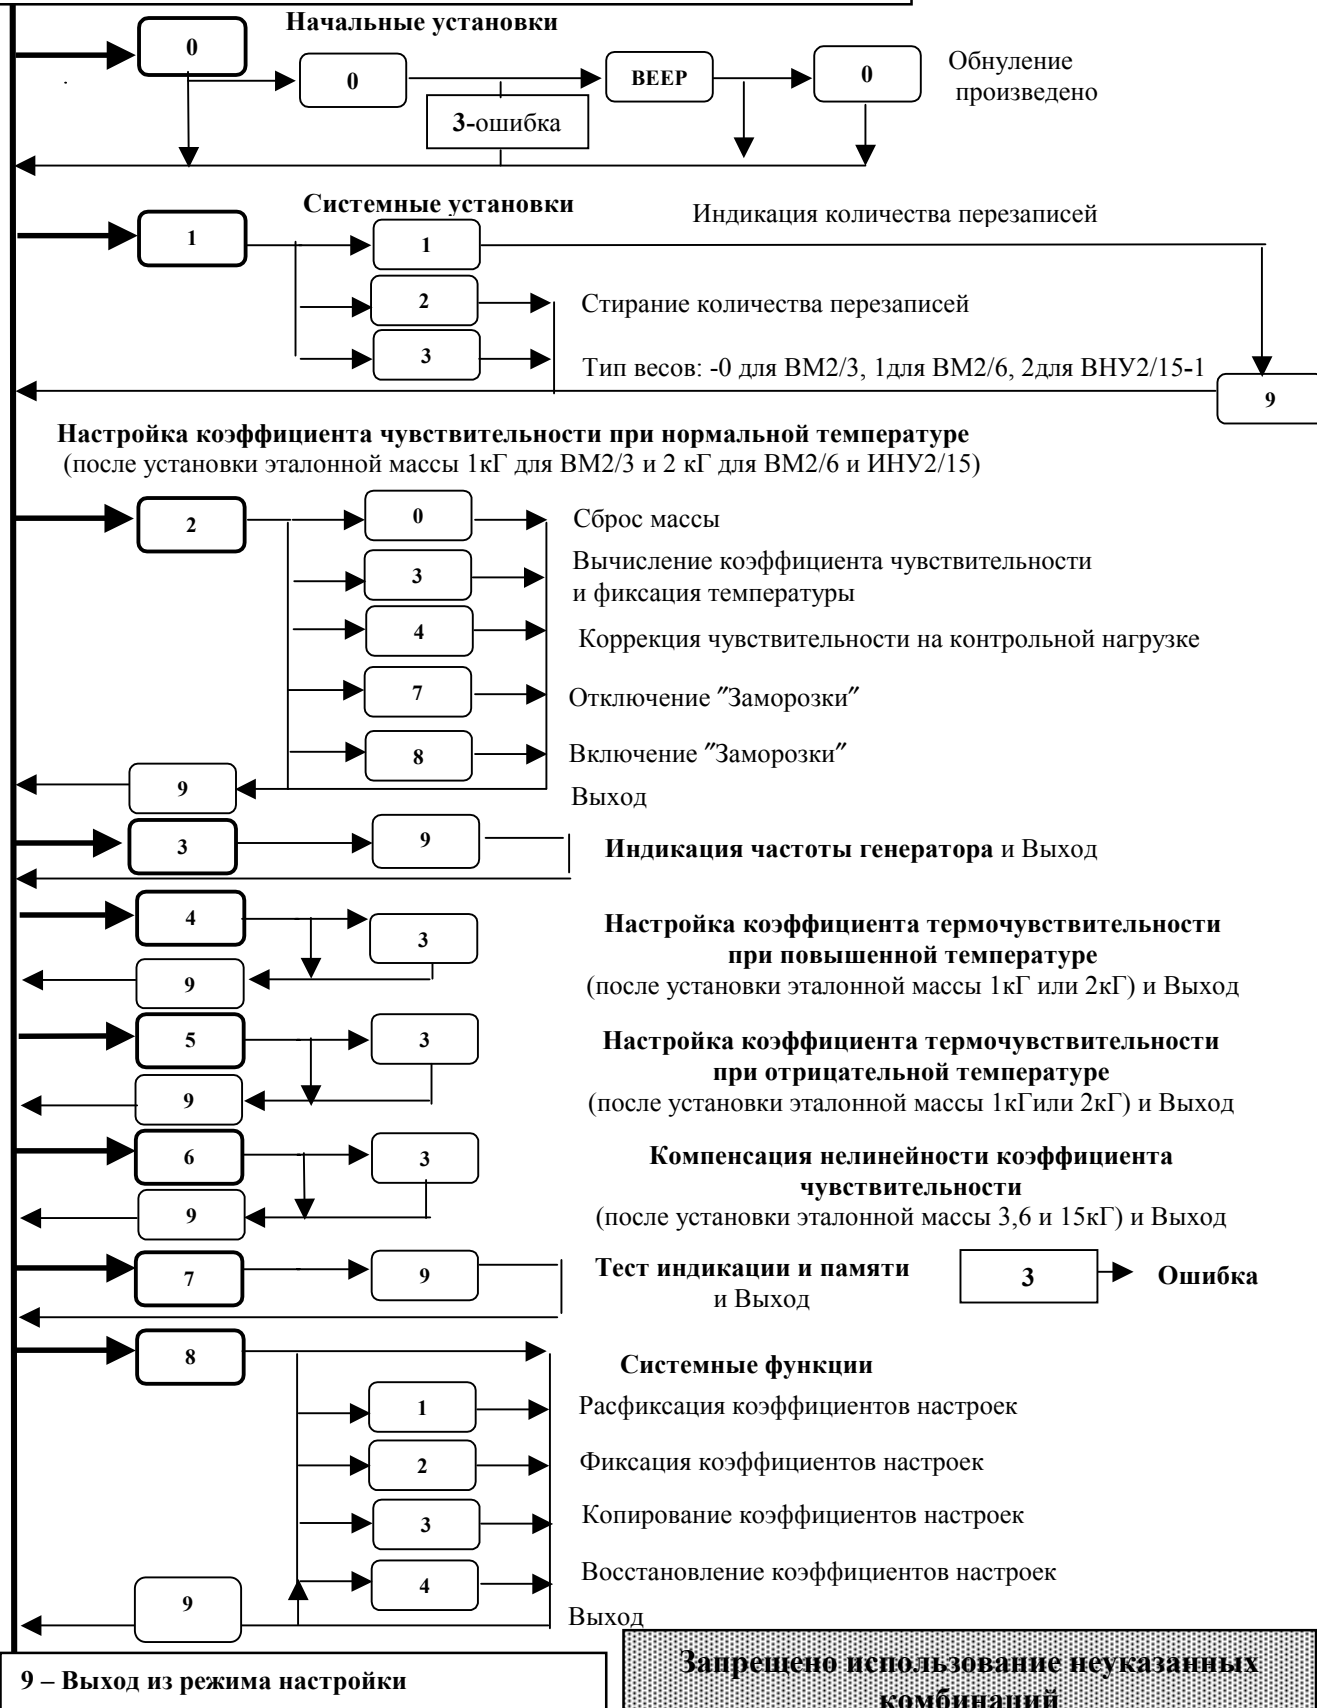 Начальные установки
0
0
BEEP
0
Обнуление
произведено
3-ошибка
Системные установки
Индикация количества перезаписей
1
1
2
Стирание количества перезаписей
3
Тип весов: -0 для ВМ2/3, 1для ВМ2/6, 2для ВНУ2/15-1
9
Настройка коэффициента чувствительности при нормальной температуре
(после установки эталонной массы 1кГ для ВМ2/3 и 2 кГ для ВМ2/6 и ИНУ2/15)
2
0
Сброс массы
3
Вычисление коэффициента чувствительности
и фиксация температуры
4
Коррекция чувствительности на контрольной нагрузке
7
Отключение ″Заморозки″
8
Включение ″Заморозки″
9
Выход
3
9
Индикация частоты генератора и Выход
4
3
9
Настройка коэффициента термочувствительности
при повышенной температуре
(после установки эталонной массы 1кГ или 2кГ) и Выход
5
3
9
Настройка коэффициента термочувствительности
при отрицательной температуре
(после установки эталонной массы 1кГили 2кГ) и Выход
6
3
9
Компенсация нелинейности коэффициента
чувствительности
(после установки эталонной массы 3,6 и 15кГ) и Выход
7
9
Тест индикации и памяти
и Выход
3
Ошибка
8
Системные функции
1
Расфиксация коэффициентов настроек
2
Фиксация коэффициентов настроек
3
Копирование коэффициентов настроек
4
Восстановление коэффициентов настроек
9
Выход
9 – Выход из режима настройки
Запрещено использование неуказанных
комбинаций